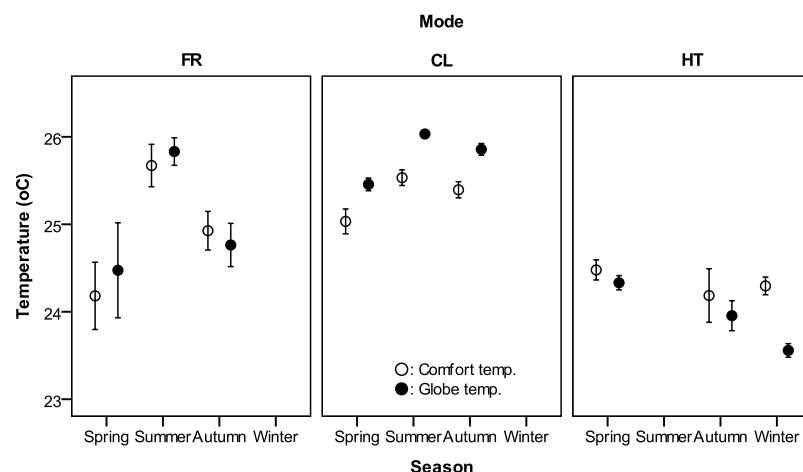 Mode
FR CL HT
Temperature (oC)
26
25
24
23
: Comfort temp.
: Globe temp.
Spring Summer Autumn Winter Spring Summer Autumn Winter Spring Summer Autumn Winter
Season